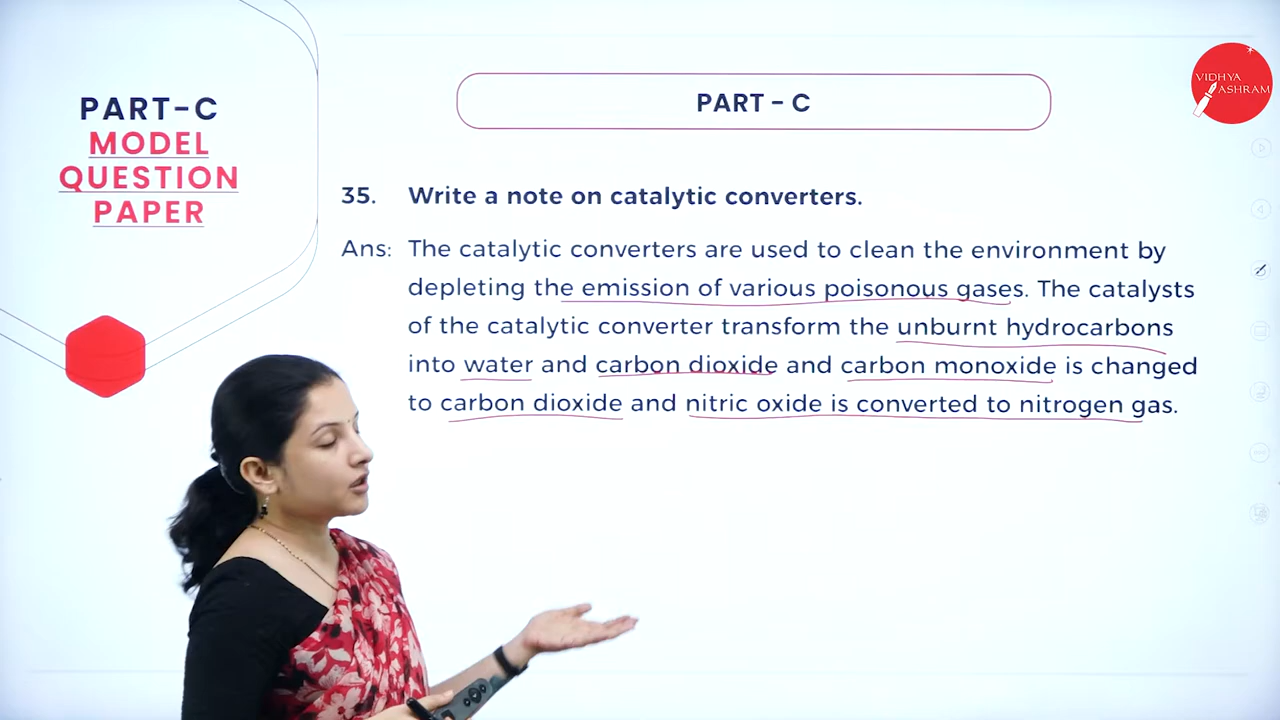 PART-C
MODEL
QUESTION
PAPER
PART - C
VIDHYA
ASHRAM
35. Write a note on catalytic converters.
Ans: The catalytic converters are used to clean the environment by
depleting the emission of various poisonous gases. The catalysts
of the catalytic converter transform the unburnt hydrocarbons
into water and carbon dioxide and carbon monoxide is changed
to carbon dioxide and nitric oxide is converted to nitrogen gas.